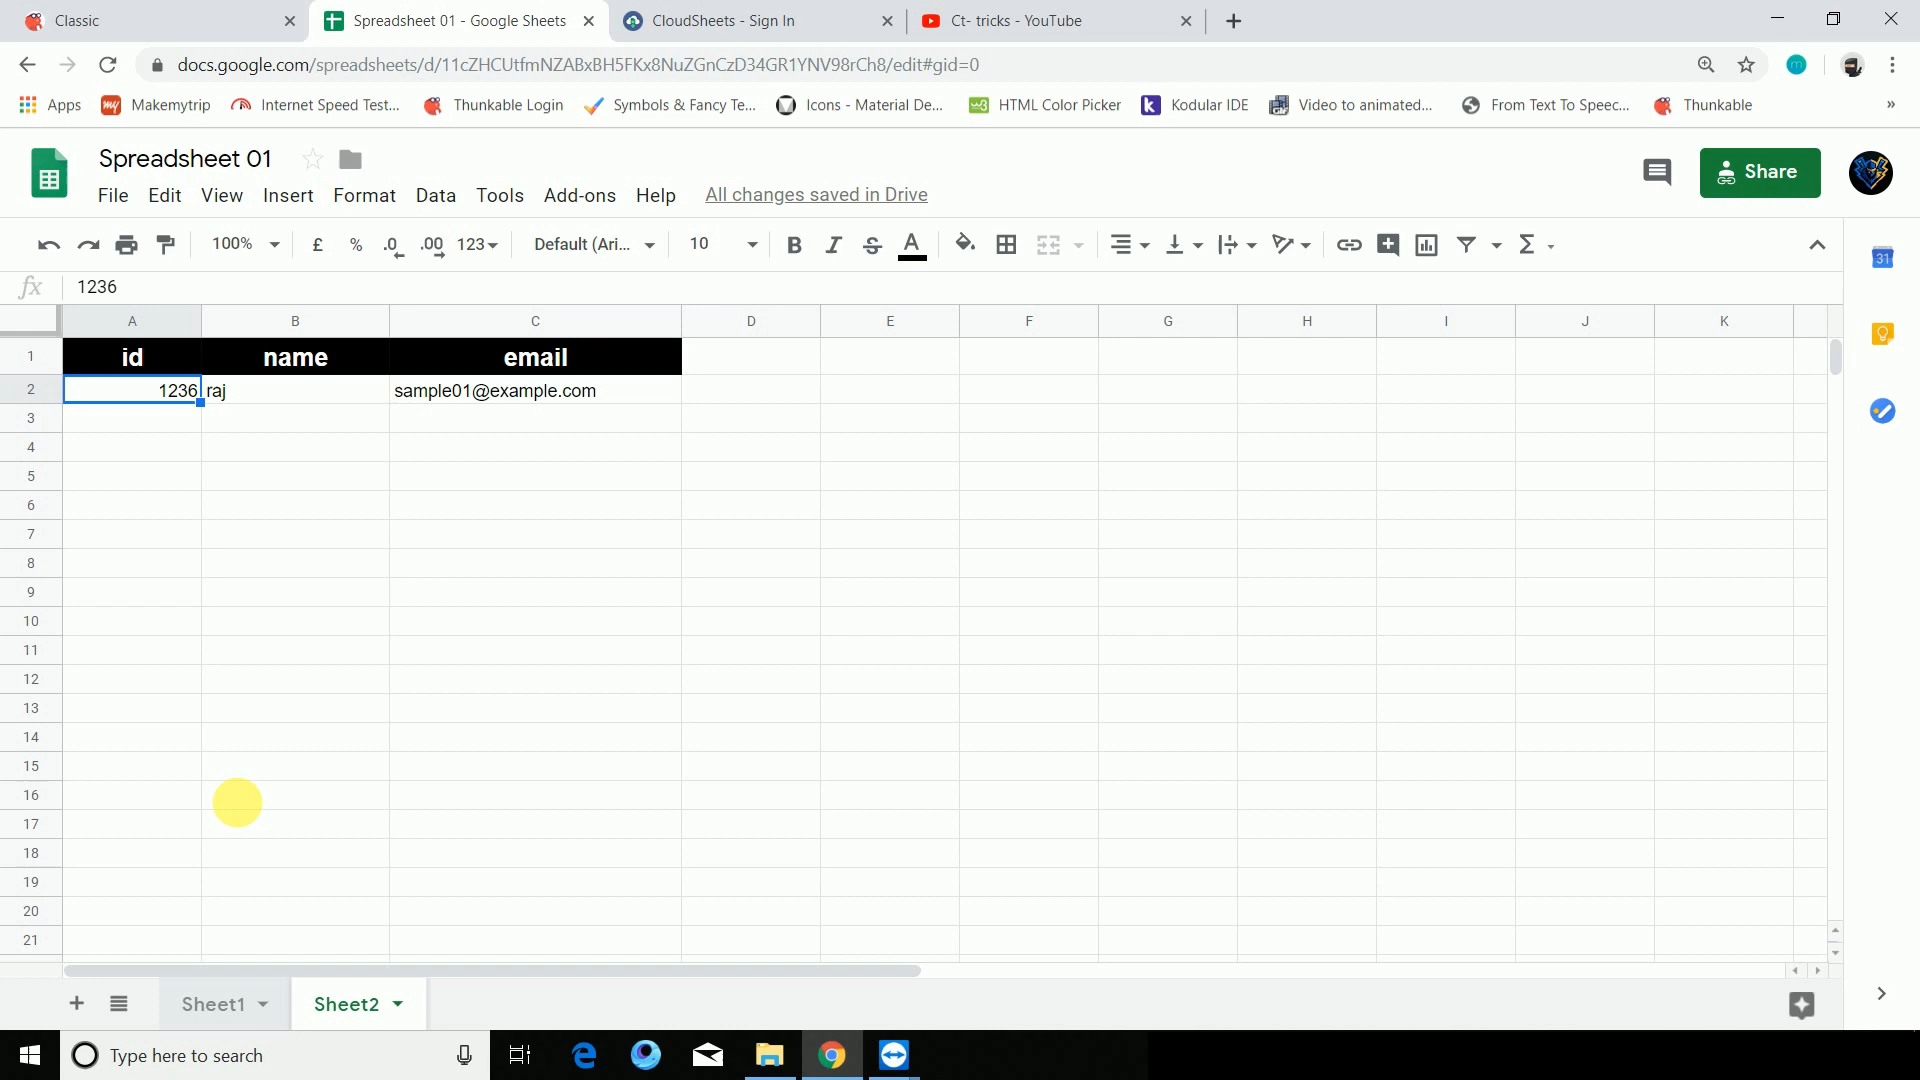 Classic
Spreadsheet 01 - Google Sheets
CloudSheets - Sign In
Ct- tricks - YouTube
docs.google.com/spreadsheets/d/11cZHCUtfmNZABxBH5FKx8NuZGnCzD34GR1YNV98rCh8/edit#gid=0
m
Apps
my Makemytrip
Internet Speed Test...
Thunkable Login
Symbols & Fancy Te...
Icons - Material De...
HTML Color Picker
k Kodular IDE
Video to animated...
From Text To Speec...
Thunkable
»
Spreadsheet 01
Share
File Edit View Insert Format Data Tools Add-ons Help All changes saved in Drive
100% £ % .0 .00 123 Default (Ari... 10 B I S A Σ
31
fx 1236
A B C D E F G H I J K
1 id name email
2 1236 raj sample01@example.com
3
4
5
6
7
8
9
10
11
12
13
14
15
16
17
18
19
20
21
+ Sheet1 Sheet2
Type here to search